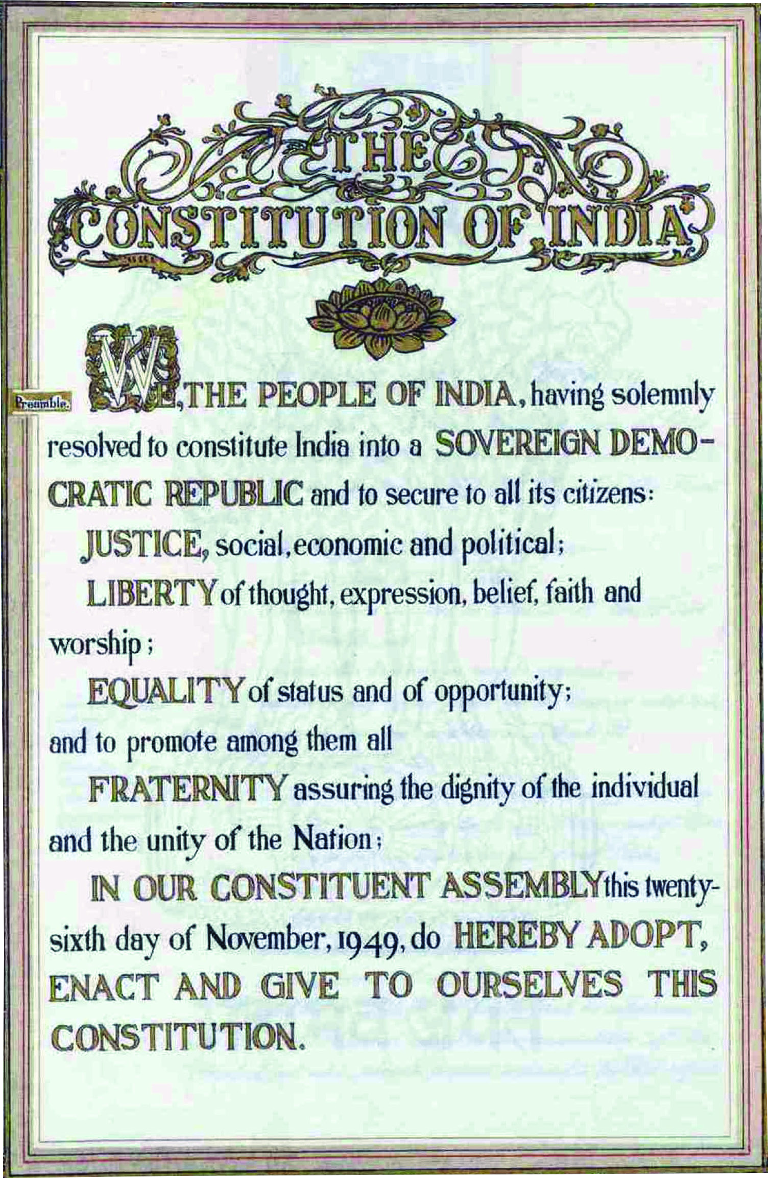 THE
CONSTITUTION OF INDIA
Preamble.
WE, THE PEOPLE OF INDIA, having solemnly
resolved to constitute India into a SOVEREIGN DEMO-
CRATIC REPUBLIC and to secure to all its citizens:
JUSTICE, social, economic and political;
LIBERTY of thought, expression, belief, faith and
worship;
EQUALITY of status and of opportunity;
and to promote among them all
FRATERNITY assuring the dignity of the individual
and the unity of the Nation;
IN OUR CONSTITUENT ASSEMBLY this twenty-
sixth day of November, 1949, do HEREBY ADOPT,
ENACT AND GIVE TO OURSELVES THIS
CONSTITUTION.